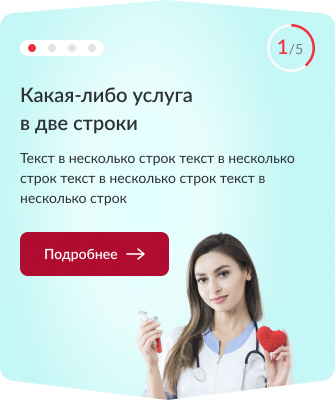 1/5
Какая-либо услуга
в две строки
Текст в несколько строк текст в несколько
строк текст в несколько строк текст в
несколько строк
Подробнее